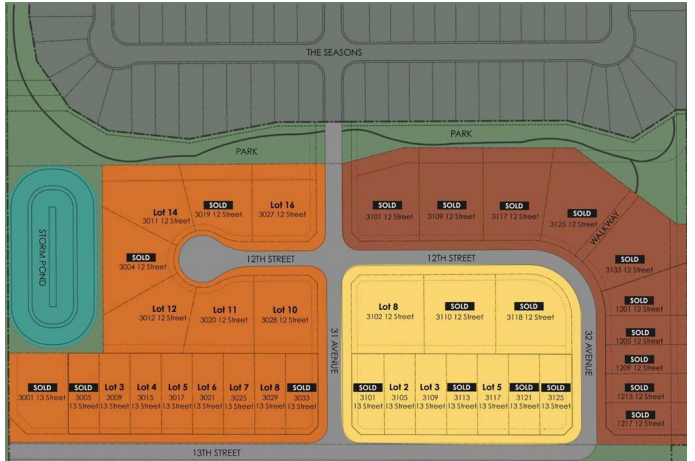 THE SEASONS
PARK
PARK
STORM POND
Lot 14
3011 12 Street
SOLD
3019 12 Street
Lot 16
3027 12 Street
SOLD
3004 12 Street
12TH STREET
Lot 12
3012 12 Street
Lot 11
3020 12 Street
Lot 10
3028 12 Street
SOLD
3001 13 Street
SOLD
3005
13 Street
Lot 3
3009
13 Street
Lot 4
3015
13 Street
Lot 5
3017
13 Street
Lot 6
3021
13 Street
Lot 7
3025
13 Street
Lot 8
3029
13 Street
SOLD
3033
13 Street
31 AVENUE
SOLD
3101 12 Street
SOLD
3109 12 Street
SOLD
3117 12 Street
SOLD
3125 12 Street
WALKWAY
SOLD
3133 12 Street
12TH STREET
Lot 8
3102 12 Street
SOLD
3110 12 Street
SOLD
3118 12 Street
SOLD
3101
13 Street
Lot 2
3105
13 Street
Lot 3
3109
13 Street
SOLD
3113
13 Street
Lot 5
3117
13 Street
SOLD
3121
13 Street
SOLD
3125
13 Street
32 AVENUE
SOLD
1201 12 Street
SOLD
1205 12 Street
SOLD
1209 12 Street
SOLD
1213 12 Street
SOLD
1217 12 Street
13TH STREET